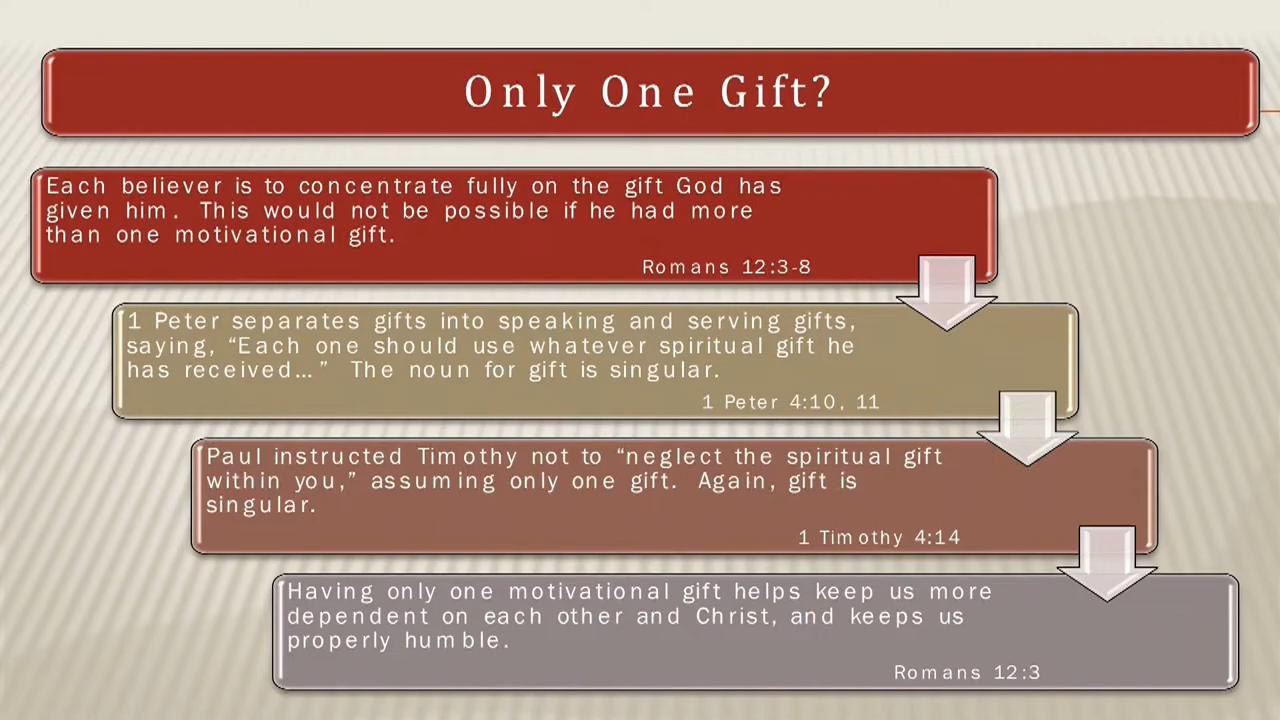 Only One Gift?
Each believer is to concentrate fully on the gift God has
given him. This would not be possible if he had more
than one motivational gift.
Romans 12:3-8
1 Peter separates gifts into speaking and serving gifts,
saying, “Each one should use whatever spiritual gift he
has received…” The noun for gift is singular.
1 Peter 4:10, 11
Paul instructed Timothy not to “neglect the spiritual gift
within you,” assuming only one gift. Again, gift is
singular.
1 Timothy 4:14
Having only one motivational gift helps keep us more
dependent on each other and Christ, and keeps us
properly humble.
Romans 12:3